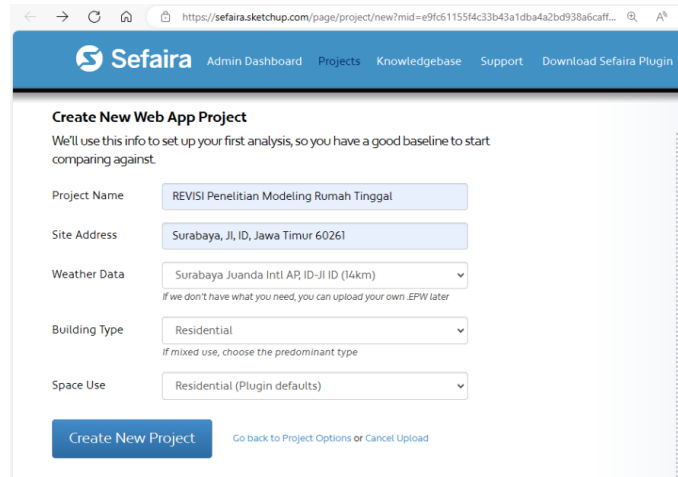 https://sefaira.sketchup.com/page/project/new?mid=e9fc61155f4c33b43a1dba4a2bd938a6caff...
Sefaira Admin Dashboard Projects Knowledgebase Support Download Sefaira Plugin
Create New Web App Project
We'll use this info to set up your first analysis, so you have a good baseline to start
comparing against.
Project Name REVISI Penelitian Modeling Rumah Tinggal
Site Address Surabaya, JI, ID, Jawa Timur 60261
Weather Data Surabaya Juanda Intl AP, ID-JI ID (14km)
If we don't have what you need, you can upload your own .EPW later
Building Type Residential
If mixed use, choose the predominant type
Space Use Residential (Plugin defaults)
Create New Project Go back to Project Options or Cancel Upload